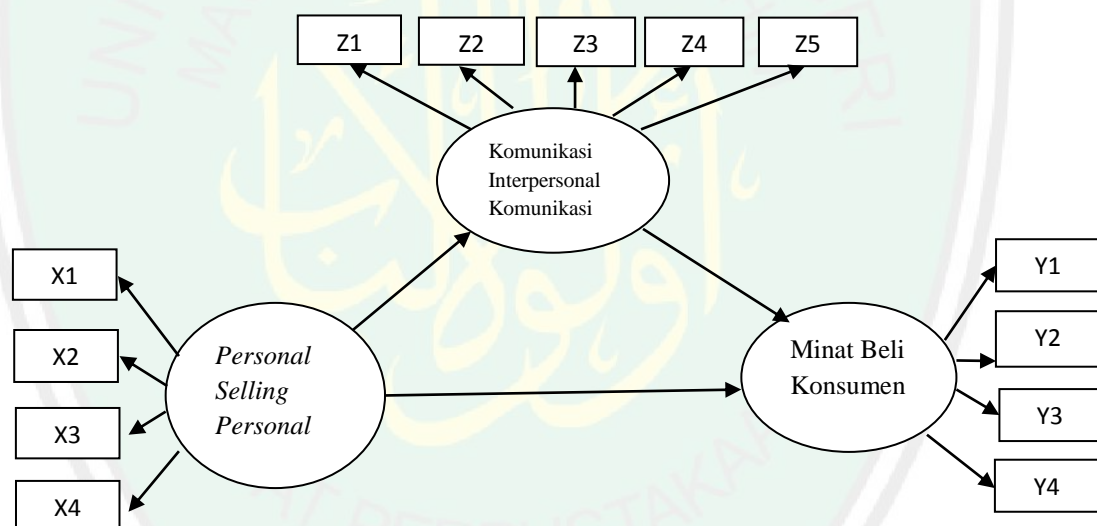 Z1 Z2 Z3 Z4 Z5
Komunikasi
Interpersonal
Komunikasi
X1
X2
X3
X4
Personal
Selling
Personal
Minat Beli
Konsumen
Y1
Y2
Y3
Y4